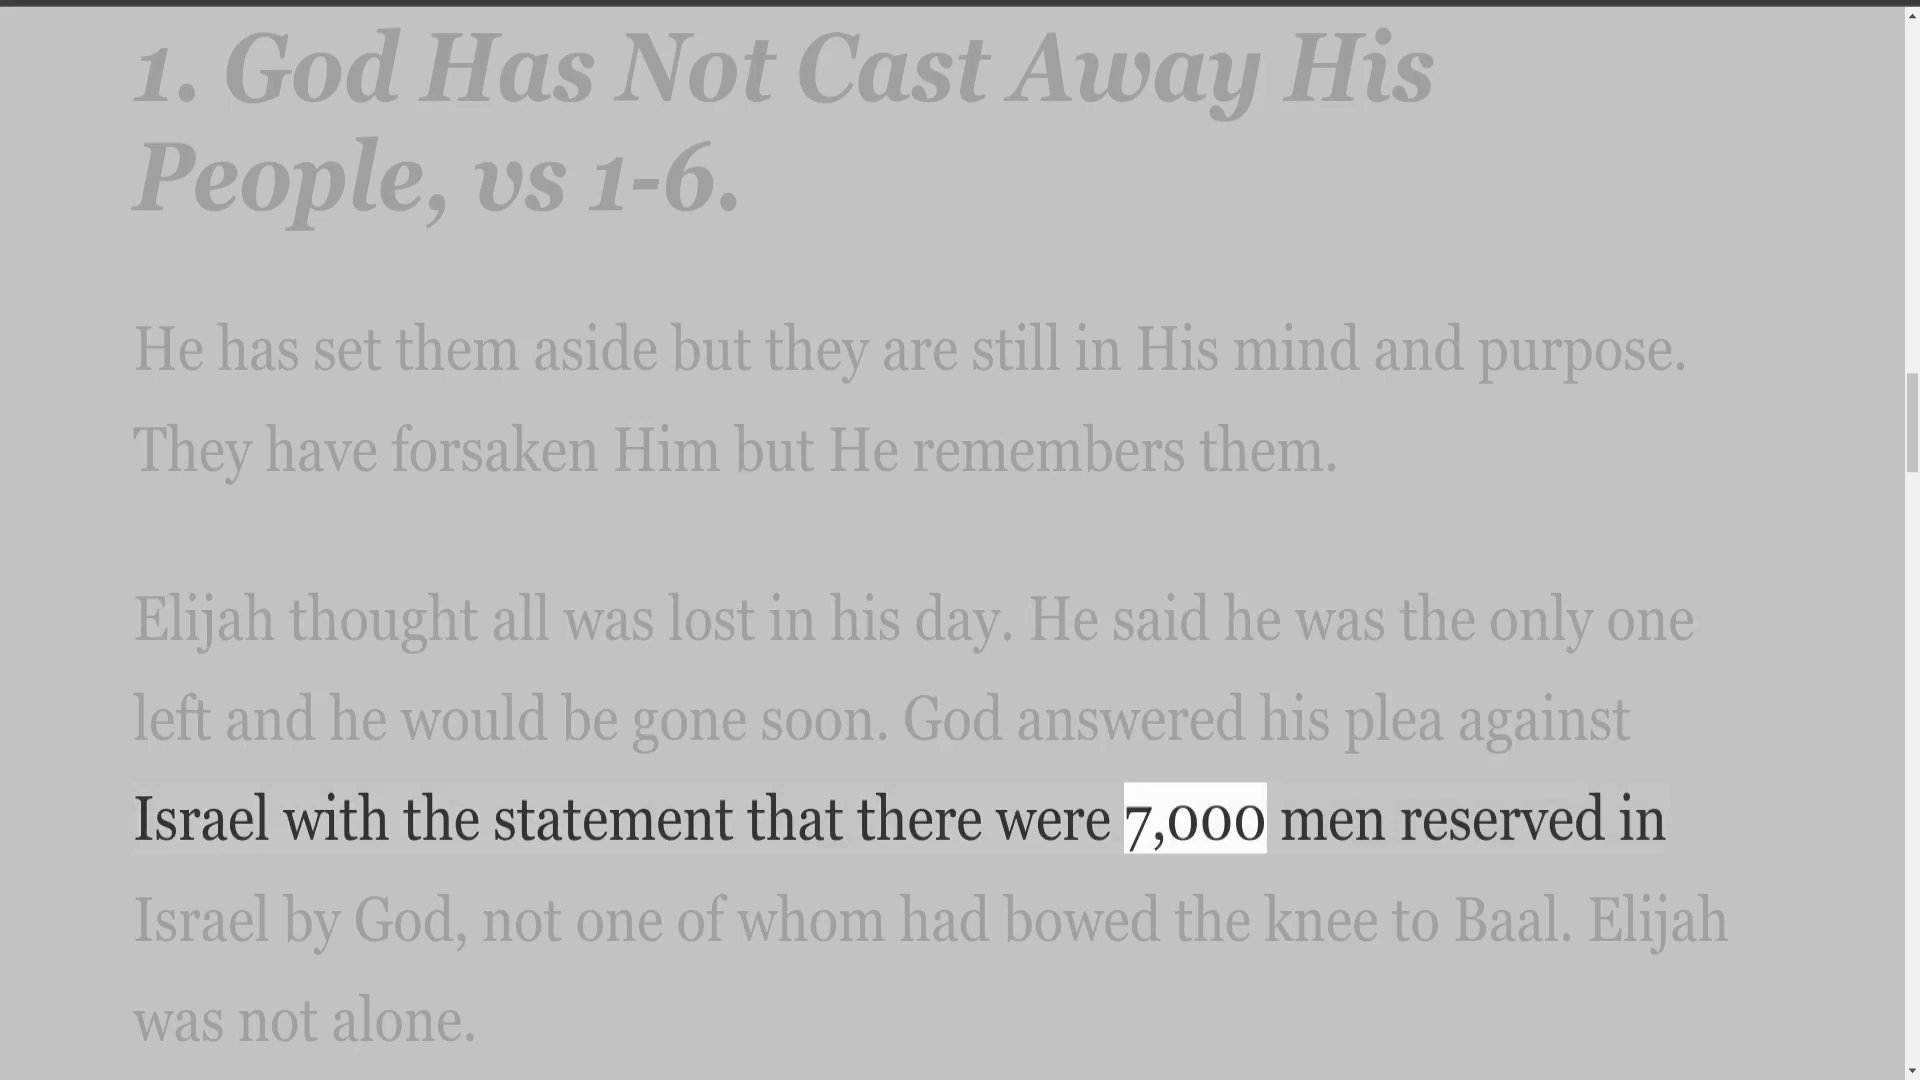 1. God Has Not Cast Away His
People, vs 1-6.
He has set them aside but they are still in His mind and purpose.
They have forsaken Him but He remembers them.
Elijah thought all was lost in his day. He said he was the only one
left and he would be gone soon. God answered his plea against
Israel with the statement that there were 7,000 men reserved in
Israel by God, not one of whom had bowed the knee to Baal. Elijah
was not alone.